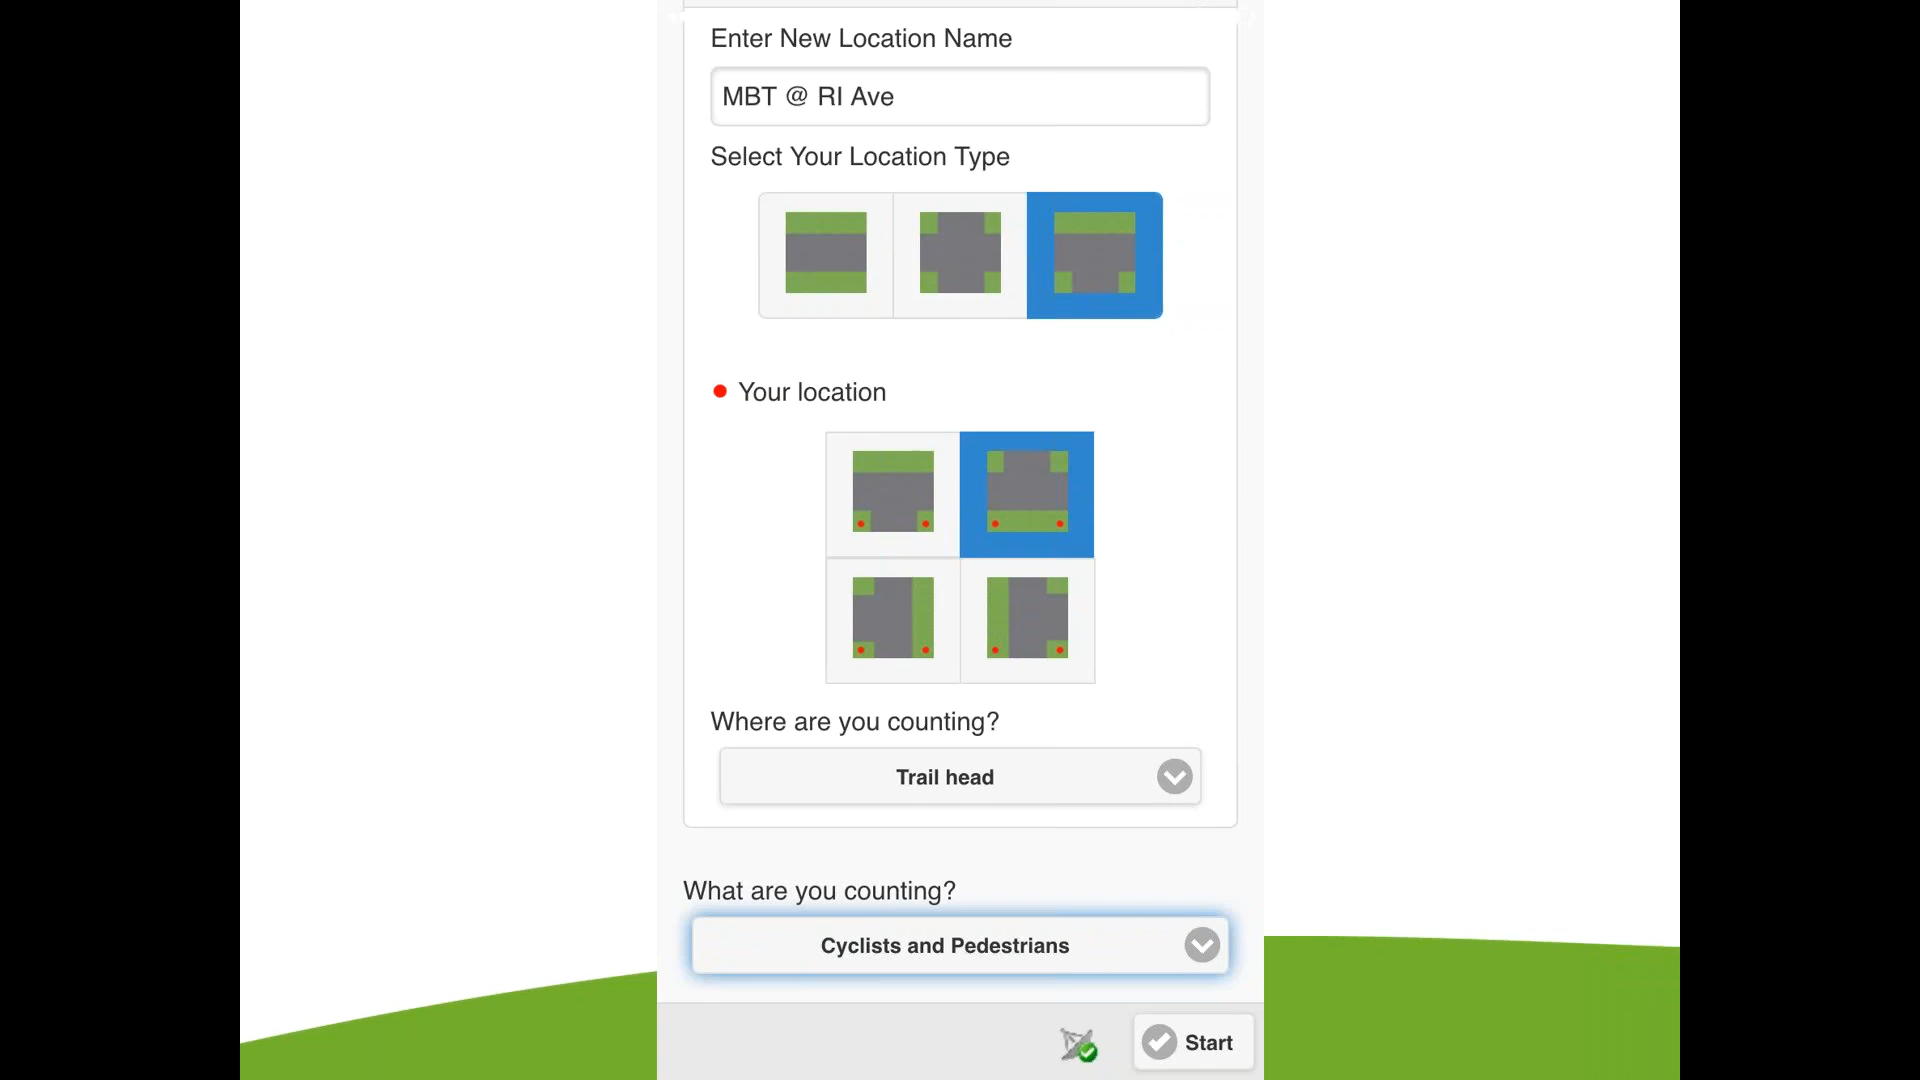 Enter New Location Name
MBT @ RI Ave
Select Your Location Type
Your location
Where are you counting?
Trail head
What are you counting?
Cyclists and Pedestrians
Start